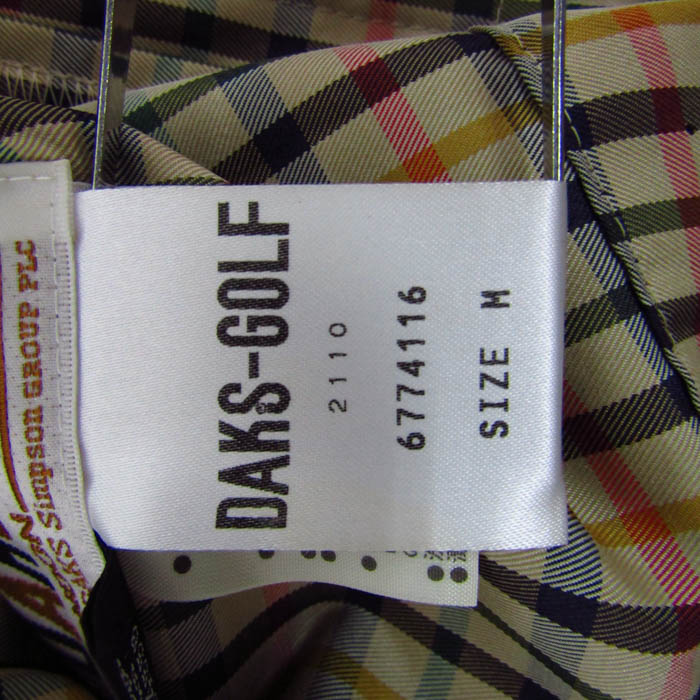 DAKS-GOLF
2110
6774116
SIZE M
DAKS Simpson GROUP PLC